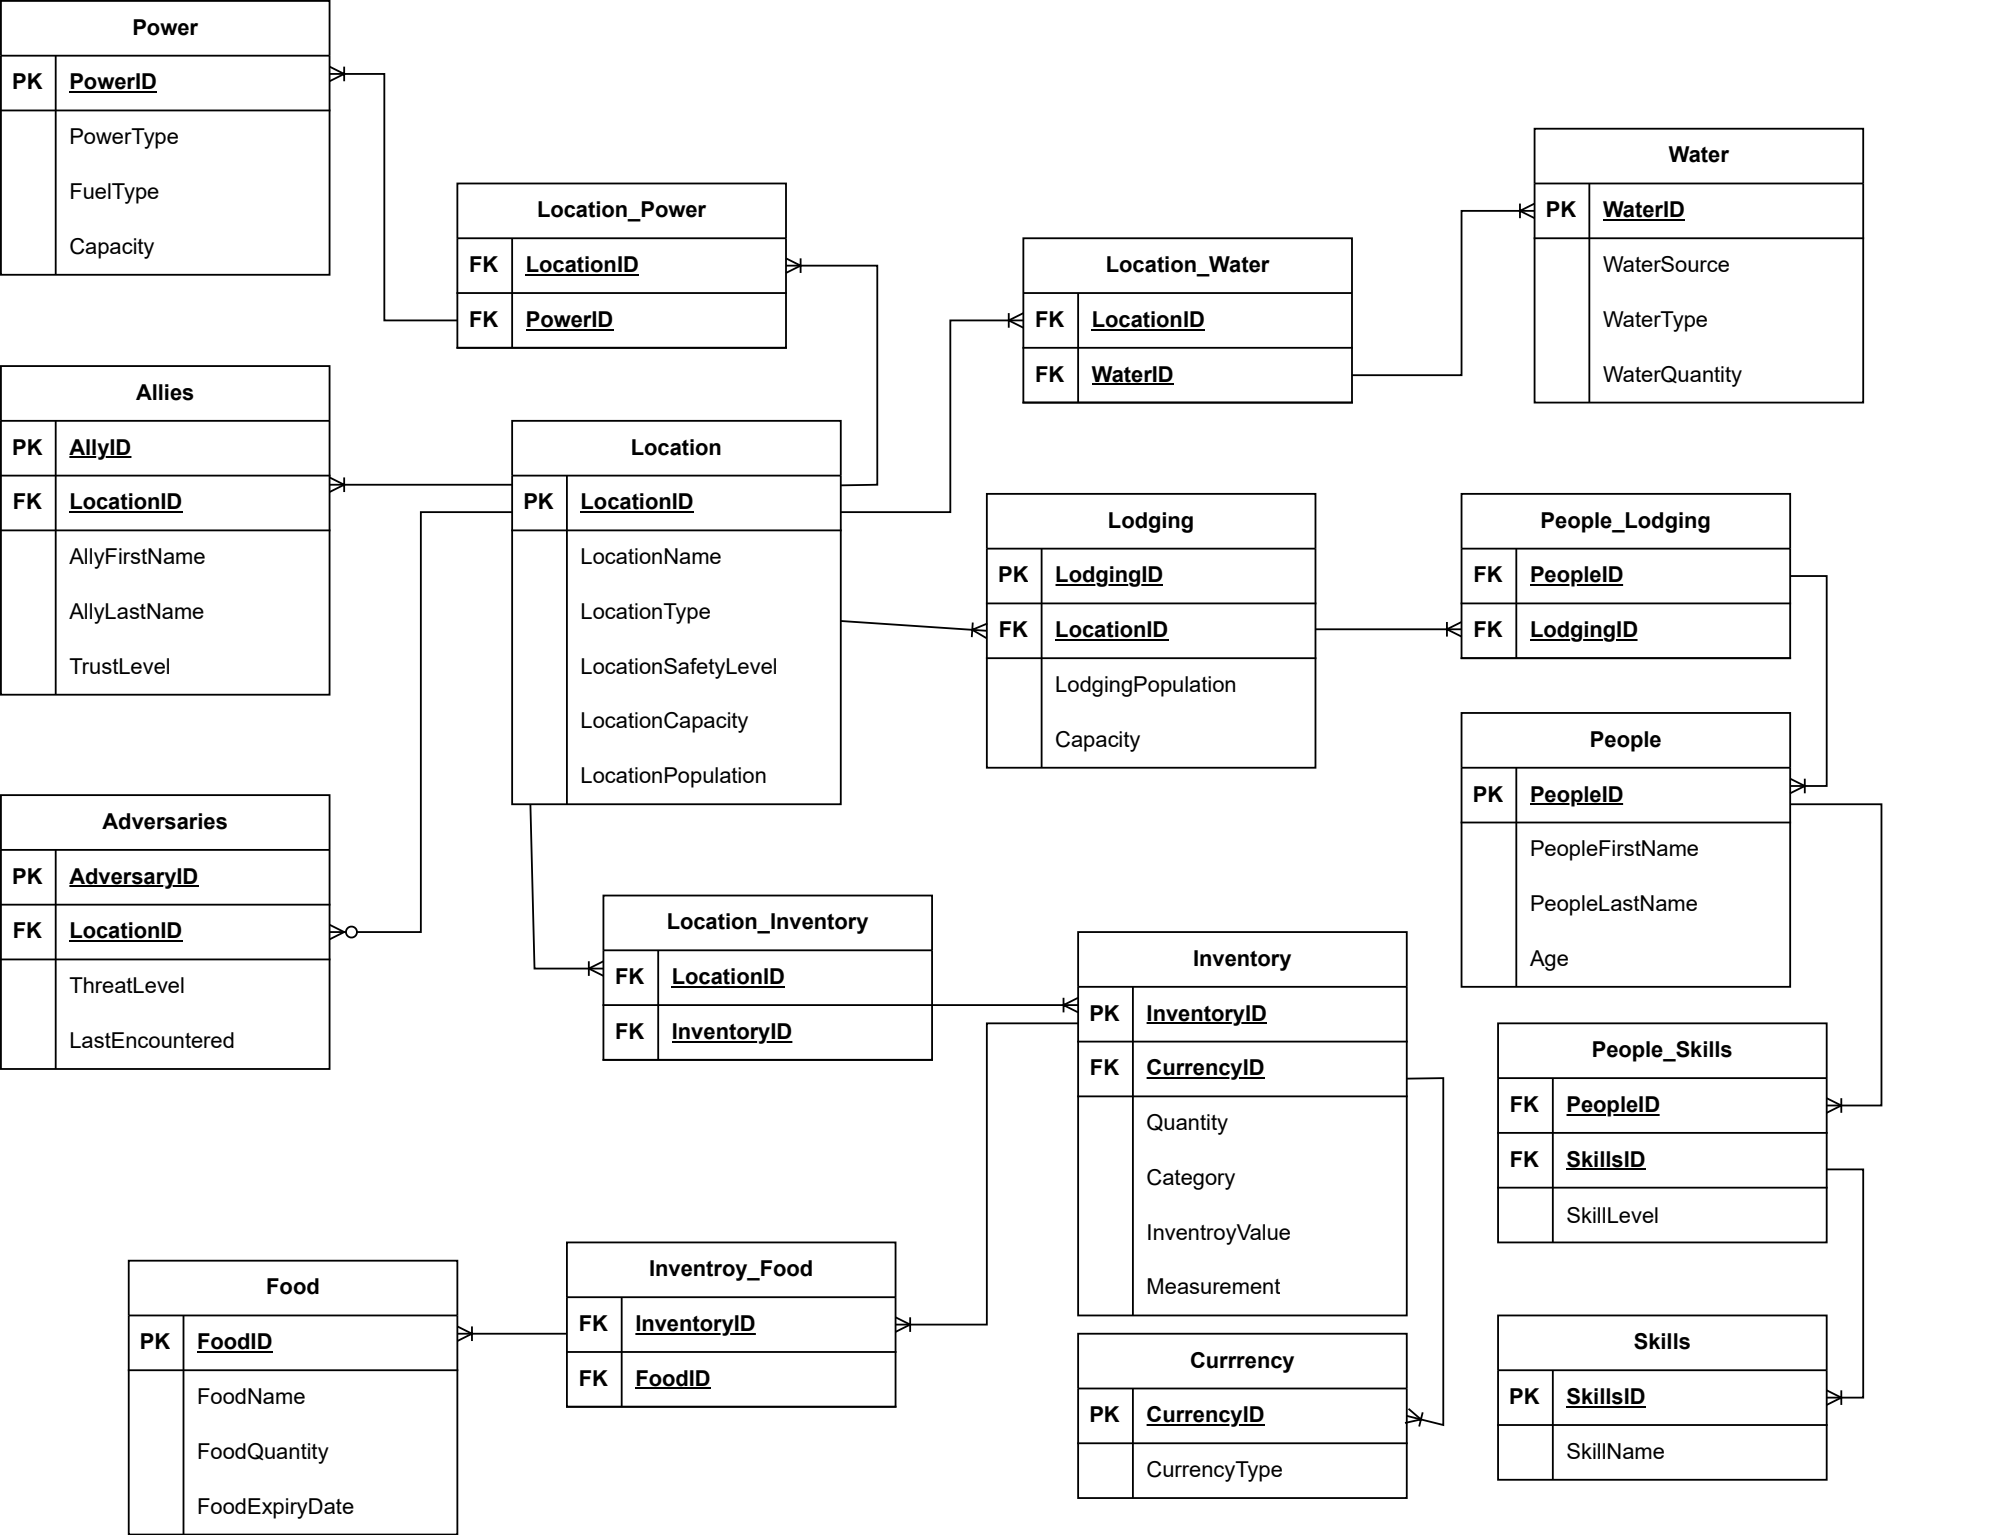 Power
PK PowerID
PowerType
FuelType
Capacity
Location_Power
FK LocationID
FK PowerID
Water
PK WaterID
WaterSource
WaterType
WaterQuantity
Location_Water
FK LocationID
FK WaterID
Allies
PK AllyID
FK LocationID
AllyFirstName
AllyLastName
TrustLevel
Location
PK LocationID
LocationName
LocationType
LocationSafetyLevel
LocationCapacity
LocationPopulation
Lodging
PK LodgingID
FK LocationID
LodgingPopulation
Capacity
People_Lodging
FK PeopleID
FK LodgingID
People
PK PeopleID
PeopleFirstName
PeopleLastName
Age
Adversaries
PK AdversaryID
FK LocationID
ThreatLevel
LastEncountered
Location_Inventory
FK LocationID
FK InventoryID
Inventory
PK InventoryID
FK CurrencyID
Quantity
Category
InventroyValue
Measurement
People_Skills
FK PeopleID
FK SkillsID
SkillLevel
Food
PK FoodID
FoodName
FoodQuantity
FoodExpiryDate
Inventroy_Food
FK InventoryID
FK FoodID
Currrency
PK CurrencyID
CurrencyType
Skills
PK SkillsID
SkillName